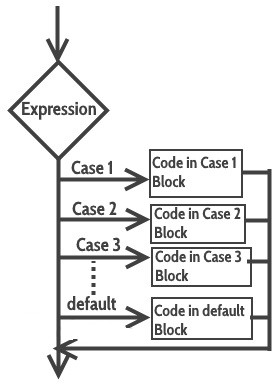 Expression
Case 1
Code in Case 1
Block
Case 2
Code in Case 2
Block
Case 3
Code in Case 3
Block
default
Code in default
Block